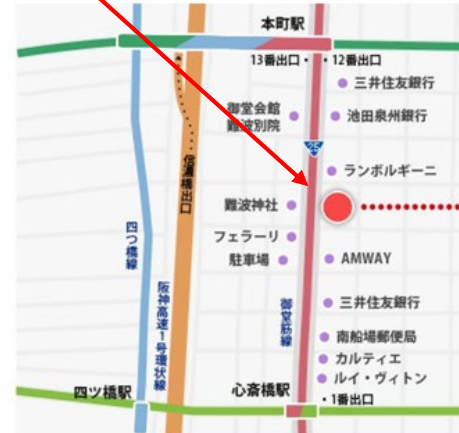 本町駅
13番出口・
・12番出口
三井住友銀行
御堂会館
難波別院
池田泉州銀行
25
信濃橋出口
ランボルギーニ
難波神社
四つ橋線
フェラーリ
駐車場
AMWAY
阪神高速1号環状線
御堂筋線
三井住友銀行
南船場郵便局
カルティエ
四ツ橋駅
心斎橋駅
ルイ・ヴィトン
・1番出口